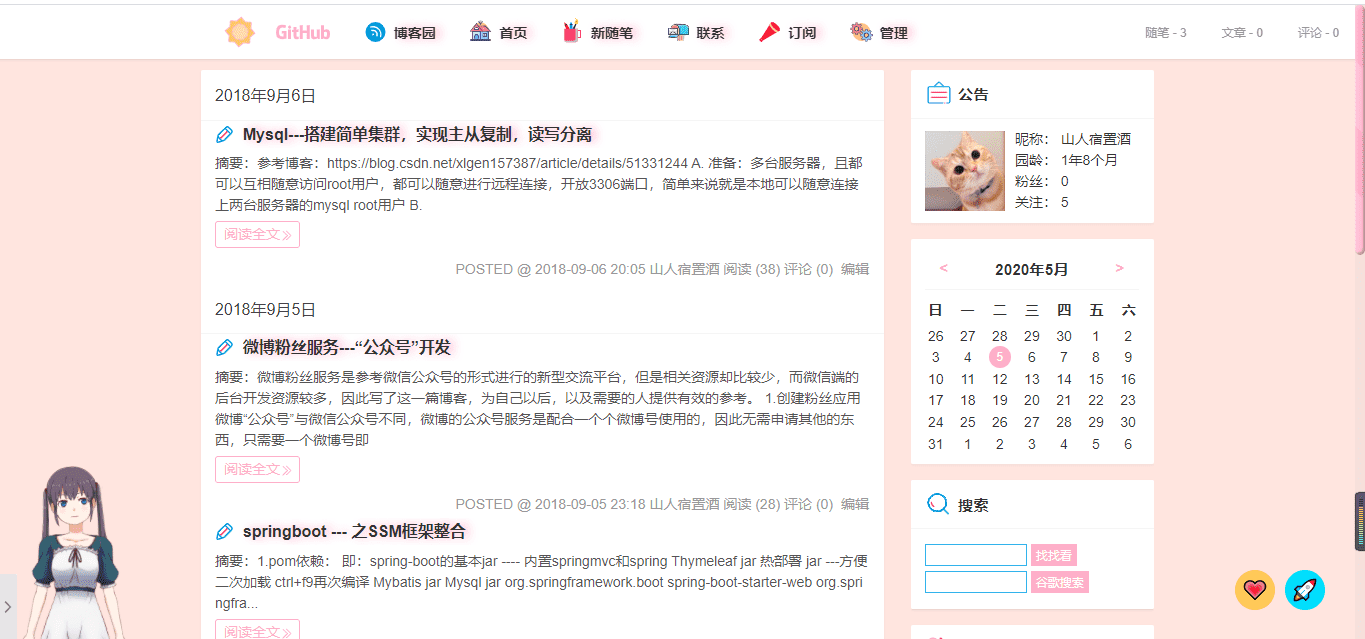 GitHub 博客园 首页 新随笔 联系 订阅 管理 随笔 - 3 文章 - 0 评论 - 0
2018年9月6日
Mysql---搭建简单集群，实现主从复制，读写分离
摘要：参考博客：https://blog.csdn.net/xlgen157387/article/details/51331244 A. 准备：多台服务器，且都
可以互相随意访问root用户，都可以随意进行远程连接，开放3306端口，简单来说就是本地可以随意连接
上两台服务器的mysql root用户 B.
阅读全文»
POSTED @ 2018-09-06 20:05 山人宿置酒 阅读 (38) 评论 (0) 编辑
2018年9月5日
微博粉丝服务---“公众号”开发
摘要：微博粉丝服务是参考微信公众号的形式进行的新型交流平台，但是相关资源却比较少，而微信端的
后台开发资源较多，因此写了这一篇博客，为自己以后，以及需要的人提供有效的参考。 1.创建粉丝应用
微博“公众号”与微信公众号不同，微博的公众号服务是配合一个个微博号使用的，因此无需申请其他的东
西，只需要一个微博号即
阅读全文»
POSTED @ 2018-09-05 23:18 山人宿置酒 阅读 (28) 评论 (0) 编辑
springboot --- 之SSM框架整合
摘要：1.pom依赖： 即：spring-boot的基本jar ---- 内置springmvc和spring Thymeleaf jar 热部署 jar ---方便
二次加载 ctrl+f9再次编译 Mybatis jar Mysql jar org.springframework.boot spring-boot-starter-web org.spri
ngfra...
阅读全文»
公告
昵称： 山人宿置酒
园龄： 1年8个月
粉丝： 0
关注： 5
< 2020年5月 >
日 一 二 三 四 五 六
26 27 28 29 30 1 2
3 4 5 6 7 8 9
10 11 12 13 14 15 16
17 18 19 20 21 22 23
24 25 26 27 28 29 30
31 1 2 3 4 5 6
搜索
找找看
谷歌搜索